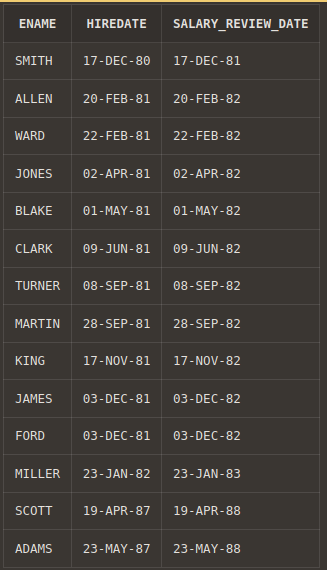 ENAME HIREDATE SALARY_REVIEW_DATE
SMITH 17-DEC-80 17-DEC-81
ALLEN 20-FEB-81 20-FEB-82
WARD 22-FEB-81 22-FEB-82
JONES 02-APR-81 02-APR-82
BLAKE 01-MAY-81 01-MAY-82
CLARK 09-JUN-81 09-JUN-82
TURNER 08-SEP-81 08-SEP-82
MARTIN 28-SEP-81 28-SEP-82
KING 17-NOV-81 17-NOV-82
JAMES 03-DEC-81 03-DEC-82
FORD 03-DEC-81 03-DEC-82
MILLER 23-JAN-82 23-JAN-83
SCOTT 19-APR-87 19-APR-88
ADAMS 23-MAY-87 23-MAY-88